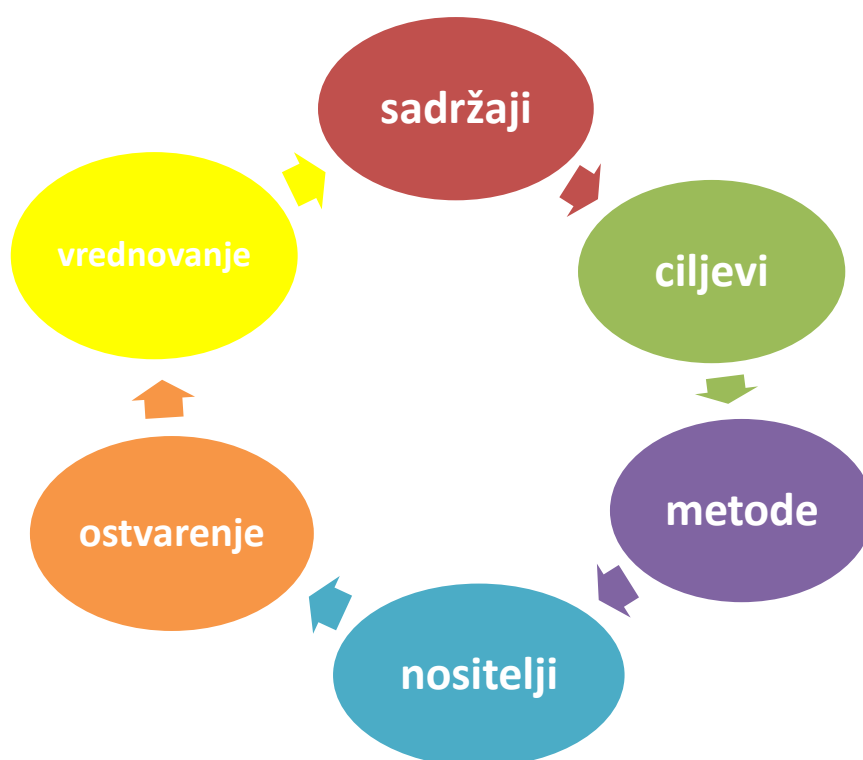 sadržaji
ciljevi
metode
nositelji
ostvarenje
vrednovanje